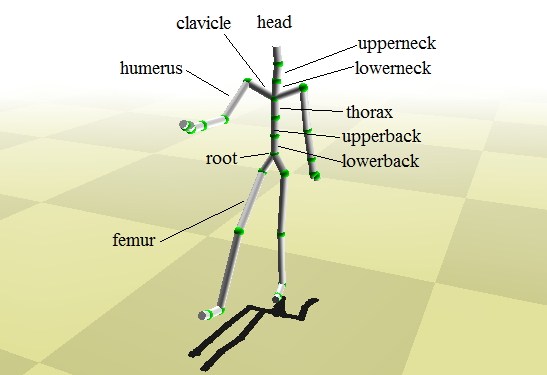 clavicle
head
upperneck
lowerneck
humerus
thorax
upperback
root
lowerback
femur